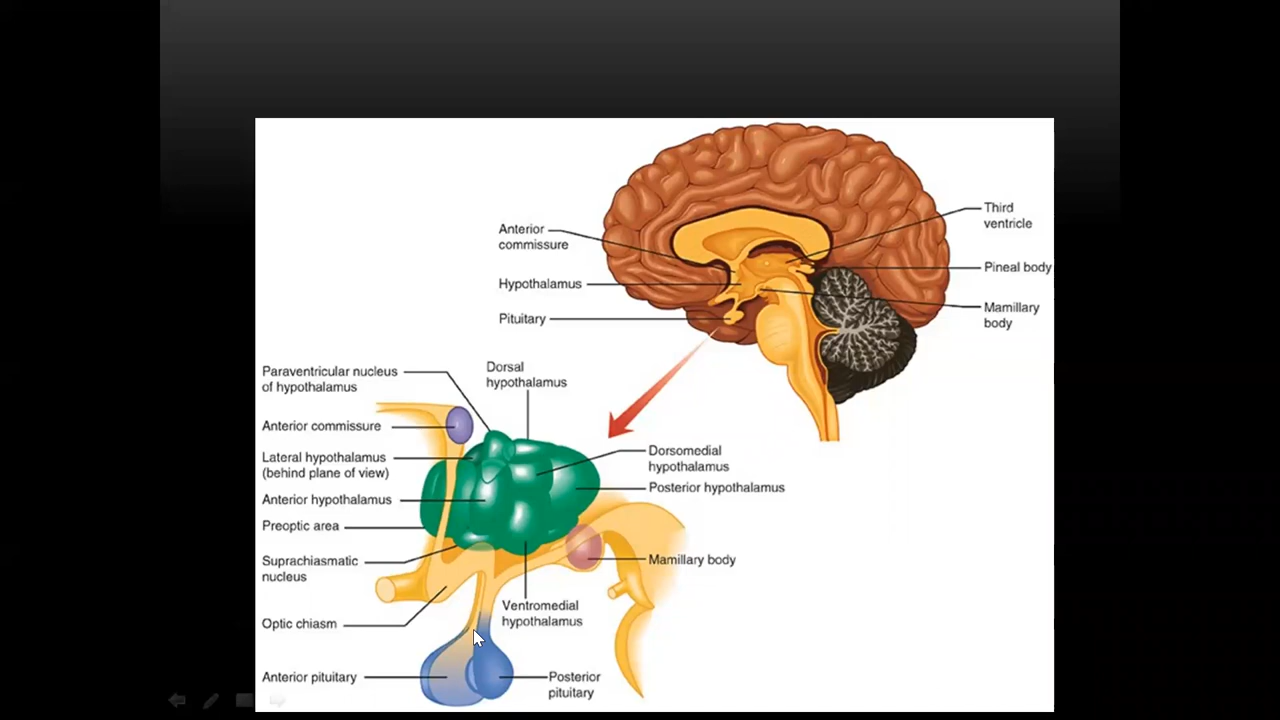 Anterior
commissure
Hypothalamus
Pituitary
Third
ventricle
Pineal body
Mamillary
body
Paraventricular nucleus
of hypothalamus
Dorsal
hypothalamus
Anterior commissure
Lateral hypothalamus
(behind plane of view)
Anterior hypothalamus
Preoptic area
Suprachiasmatic
nucleus
Optic chiasm
Anterior pituitary
Dorsomedial
hypothalamus
Posterior hypothalamus
Mamillary body
Ventromedial
hypothalamus
Posterior
pituitary